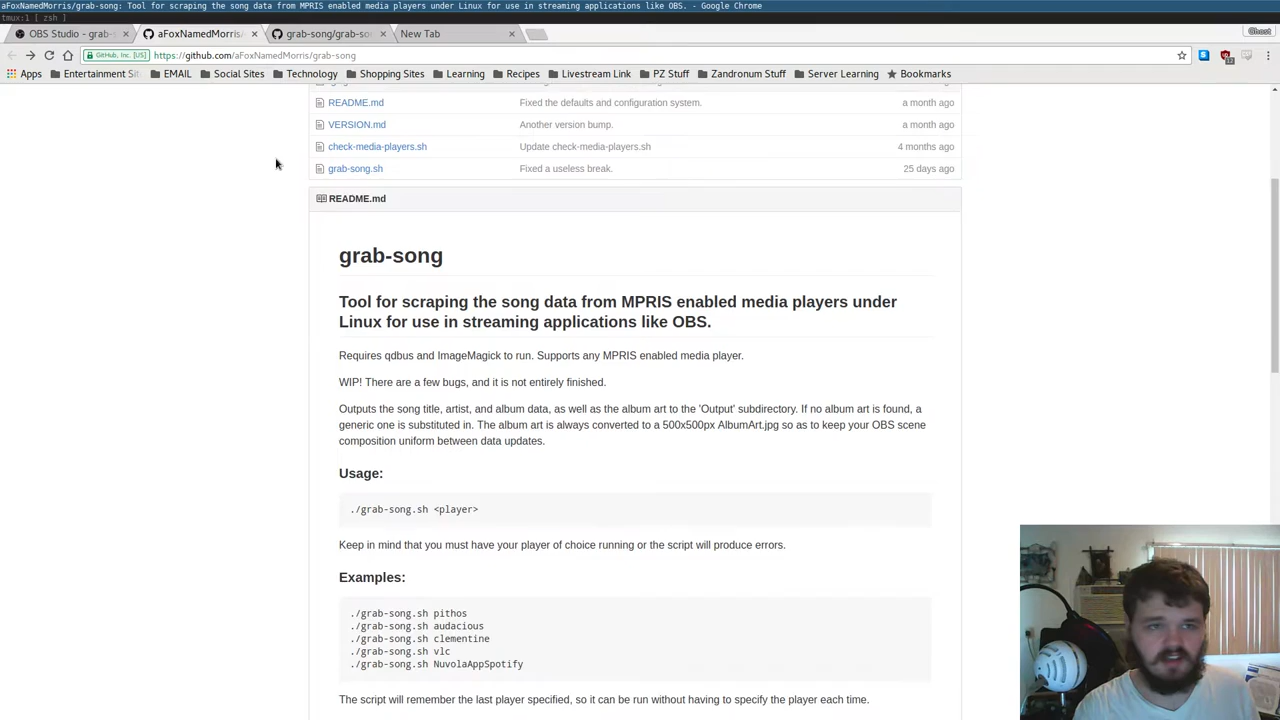 aFoxNamedMorris/grab-song: Tool for scraping the song data from MPRIS enabled media players under Linux for use in streaming applications like OBS. - Google Chrome
tmux:1 [ zsh ]
OBS Studio - grab-s
aFoxNamedMorris/
grab-song/grab-so
New Tab
Ghost
GitHub, Inc. [US]
https://github.com/aFoxNamedMorris/grab-song
Apps
Entertainment Sit
EMAIL
Social Sites
Technology
Shopping Sites
Learning
Recipes
Livestream Link
PZ Stuff
Zandronum Stuff
Server Learning
Bookmarks
README.md Fixed the defaults and configuration system. a month ago
VERSION.md Another version bump. a month ago
check-media-players.sh Update check-media-players.sh 4 months ago
grab-song.sh Fixed a useless break. 25 days ago
README.md
grab-song
Tool for scraping the song data from MPRIS enabled media players under
Linux for use in streaming applications like OBS.
Requires qdbus and ImageMagick to run. Supports any MPRIS enabled media player.
WIP! There are a few bugs, and it is not entirely finished.
Outputs the song title, artist, and album data, as well as the album art to the 'Output' subdirectory. If no album art is found, a
generic one is substituted in. The album art is always converted to a 500x500px AlbumArt.jpg so as to keep your OBS scene
composition uniform between data updates.
Usage:
./grab-song.sh <player>
Keep in mind that you must have your player of choice running or the script will produce errors.
Examples:
./grab-song.sh pithos
./grab-song.sh audacious
./grab-song.sh clementine
./grab-song.sh vlc
./grab-song.sh NuvolaAppSpotify
The script will remember the last player specified, so it can be run without having to specify the player each time.